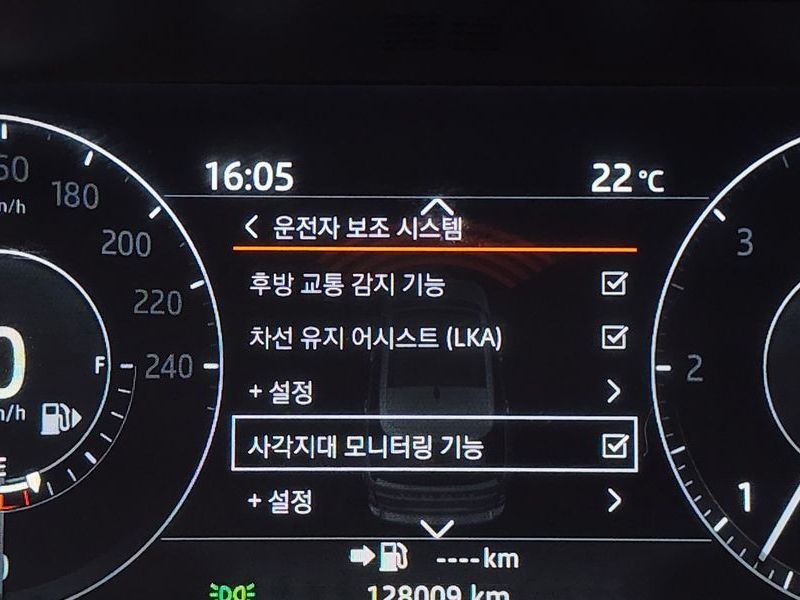 16:05 22 °C
운전자 보조 시스템
후방 교통 감지 기능
차선 유지 어시스트 (LKA)
+ 설정
사각지대 모니터링 기능
+ 설정
----km
128009 km
180
200
220
240
F
E
0
3
2
1